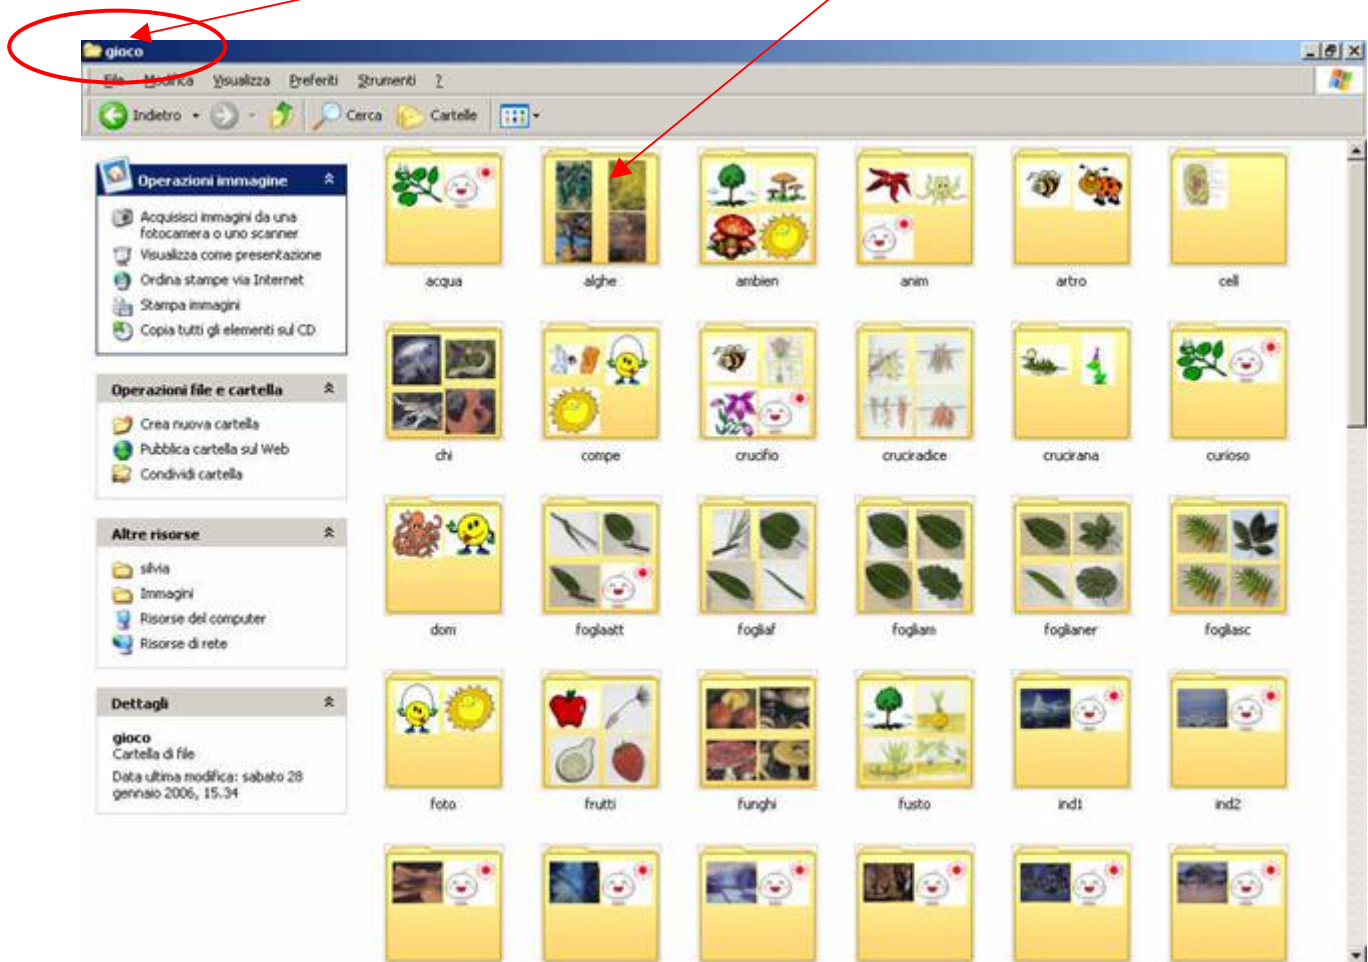 gioco
File Modifica Visualizza Preferiti Strumenti ?
Indietro Cerca Cartelle
Operazioni immagine
Acquisisci immagini da una
fotocamera o uno scanner
Visualizza come presentazione
Ordina stampe via Internet
Stampa immagini
Copia tutti gli elementi sul CD
Operazioni file e cartella
Crea nuova cartella
Pubblica cartella sul Web
Condividi cartella
Altre risorse
silvia
Immagini
Risorse del computer
Risorse di rete
Dettagli
gioco
Cartella di file
Data ultima modifica: sabato 28
gennaio 2006, 15.34
acqua alghe ambien anim artro cell
chi compe crucifio cruciradice crucirana curioso
dom fogliaatt fogliaf fogliam foglianer fogliasc
foto frutti funghi fusto ind1 ind2